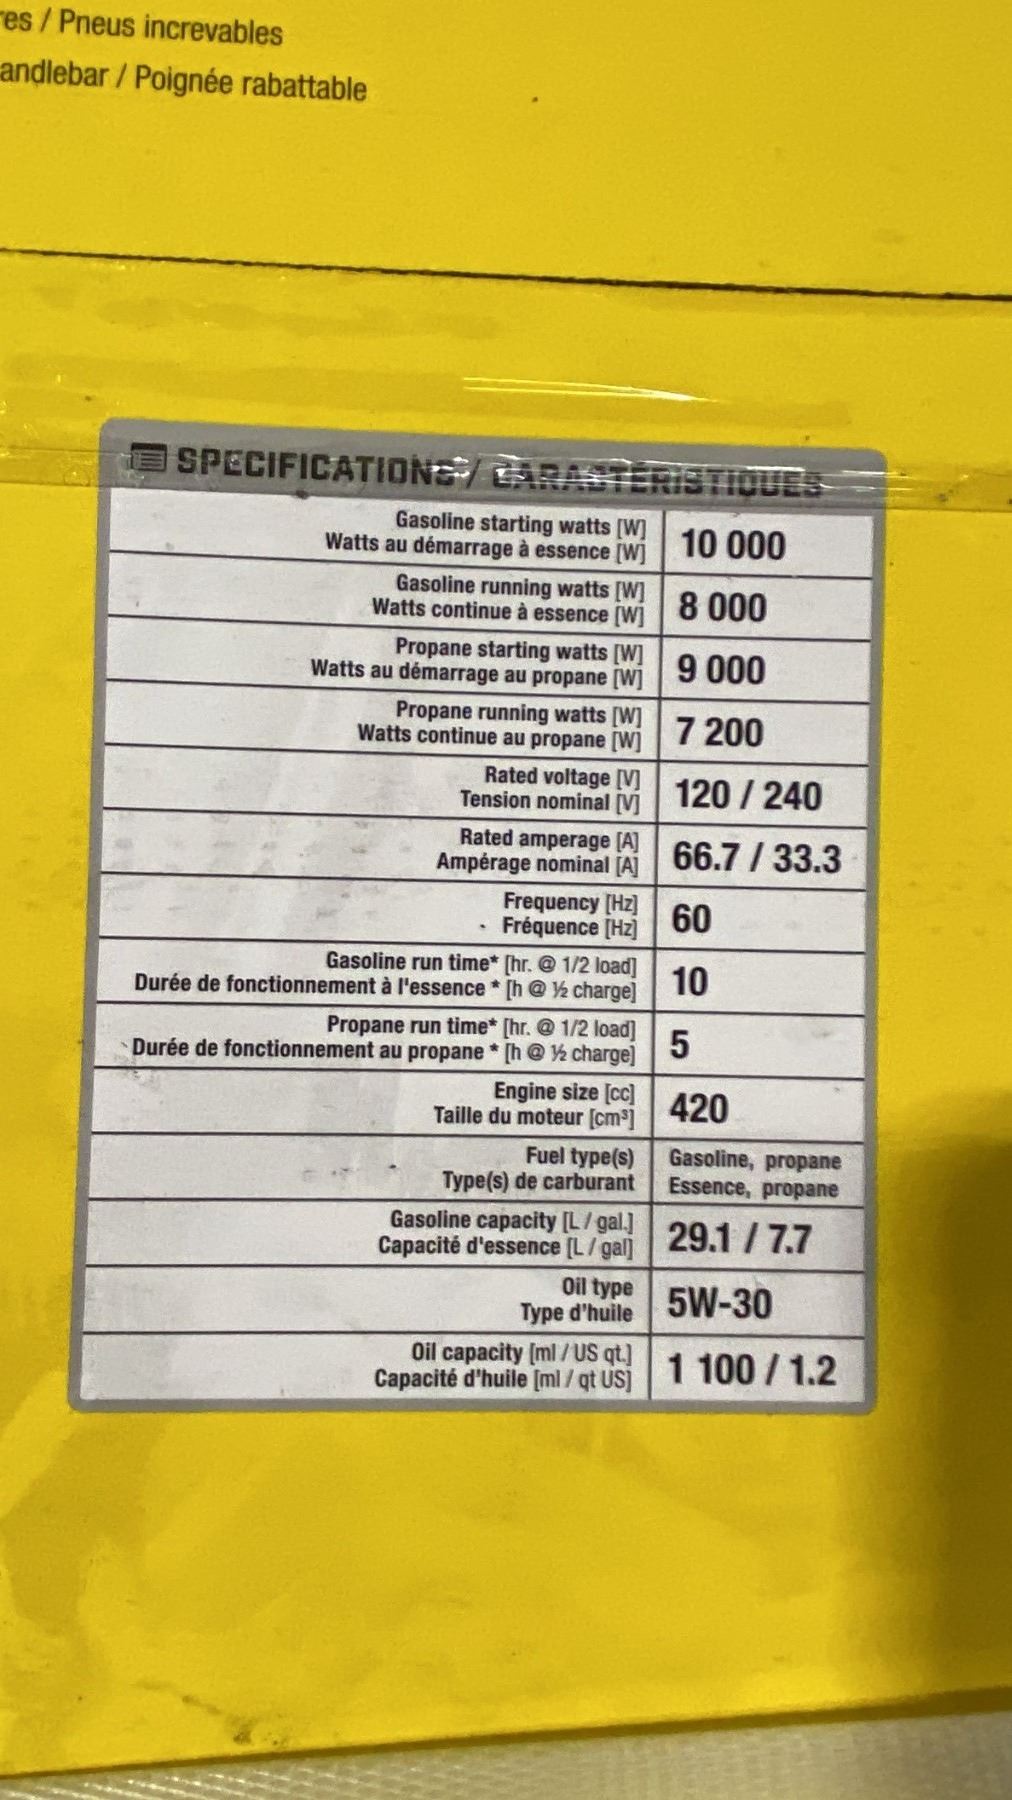 res / Pneus increvables
andlebar / Poignée rabattable
SPECIFICATIONS / CARACTÉRISTIQUES
Gasoline starting watts [W]
Watts au démarrage à essence [W]
10 000
Gasoline running watts [W]
Watts continue à essence [W]
8 000
Propane starting watts [W]
Watts au démarrage au propane [W]
9 000
Propane running watts [W]
Watts continue au propane [W]
7 200
Rated voltage [V]
Tension nominal [V]
120 / 240
Rated amperage [A]
Ampérage nominal [A]
66.7 / 33.3
Frequency [Hz]
Fréquence [Hz]
60
Gasoline run time* [hr. @ 1/2 load]
Durée de fonctionnement à l'essence * [h @ ½ charge]
10
Propane run time* [hr. @ 1/2 load]
Durée de fonctionnement au propane * [h @ ½ charge]
5
Engine size [cc]
Taille du moteur [cm³]
420
Fuel type(s)
Type(s) de carburant
Gasoline, propane
Essence, propane
Gasoline capacity [L / gal.]
Capacité d'essence [L / gal]
29.1 / 7.7
Oil type
Type d'huile
5W-30
Oil capacity [ml / US qt.]
Capacité d'huile [ml / qt US]
1 100 / 1.2